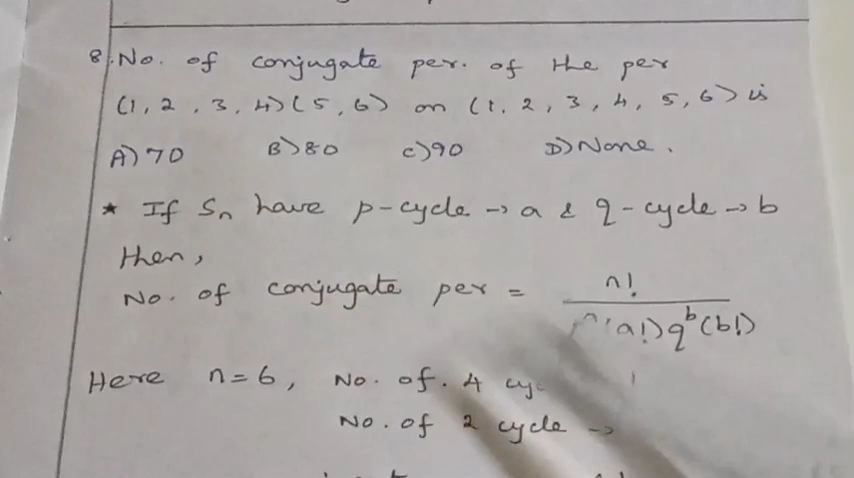 8. No. of conjugate per. of the per
(1, 2, 3, 4) (5, 6) on (1, 2, 3, 4, 5, 6) is
A) 70 B) 80 C) 90 D) None.
* If Sn have p-cycle → a & q-cycle → b
then,
No. of conjugate per = n!
(a!) q^b (b!)
Here n=6, No. of. 4
No. of 2 cycle →